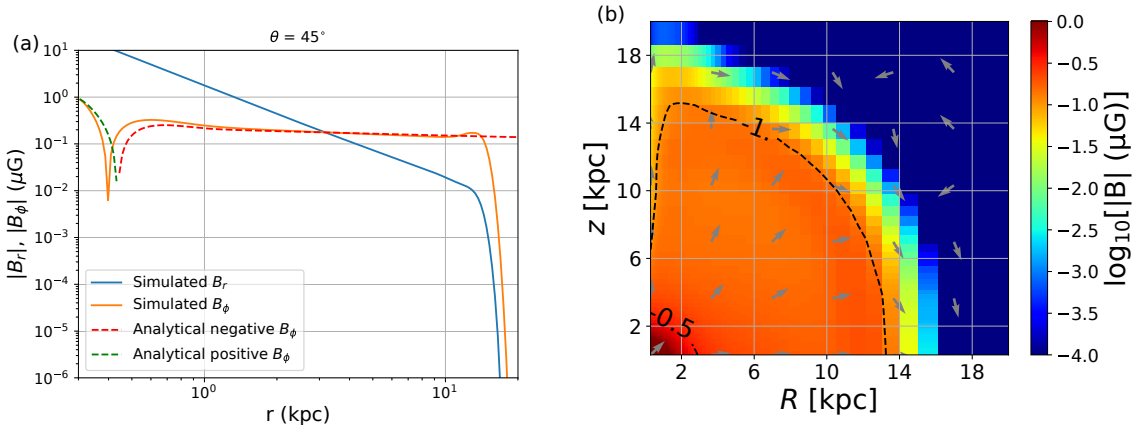 (a)
θ = 45°
10^1
10^0
10^-1
10^-2
10^-3
10^-4
10^-5
10^-6
|B_r|, |B_ϕ| (μG)
Simulated B_r
Simulated B_ϕ
Analytical negative B_ϕ
Analytical positive B_ϕ
10^0
10^1
r (kpc)
(b)
18
14
10
6
2
z [kpc]
1.
0.5
2
6
10
14
18
R [kpc]
0.0
−0.5
−1.0
−1.5
−2.0
−2.5
−3.0
−3.5
−4.0
log10[|B| (μG)]